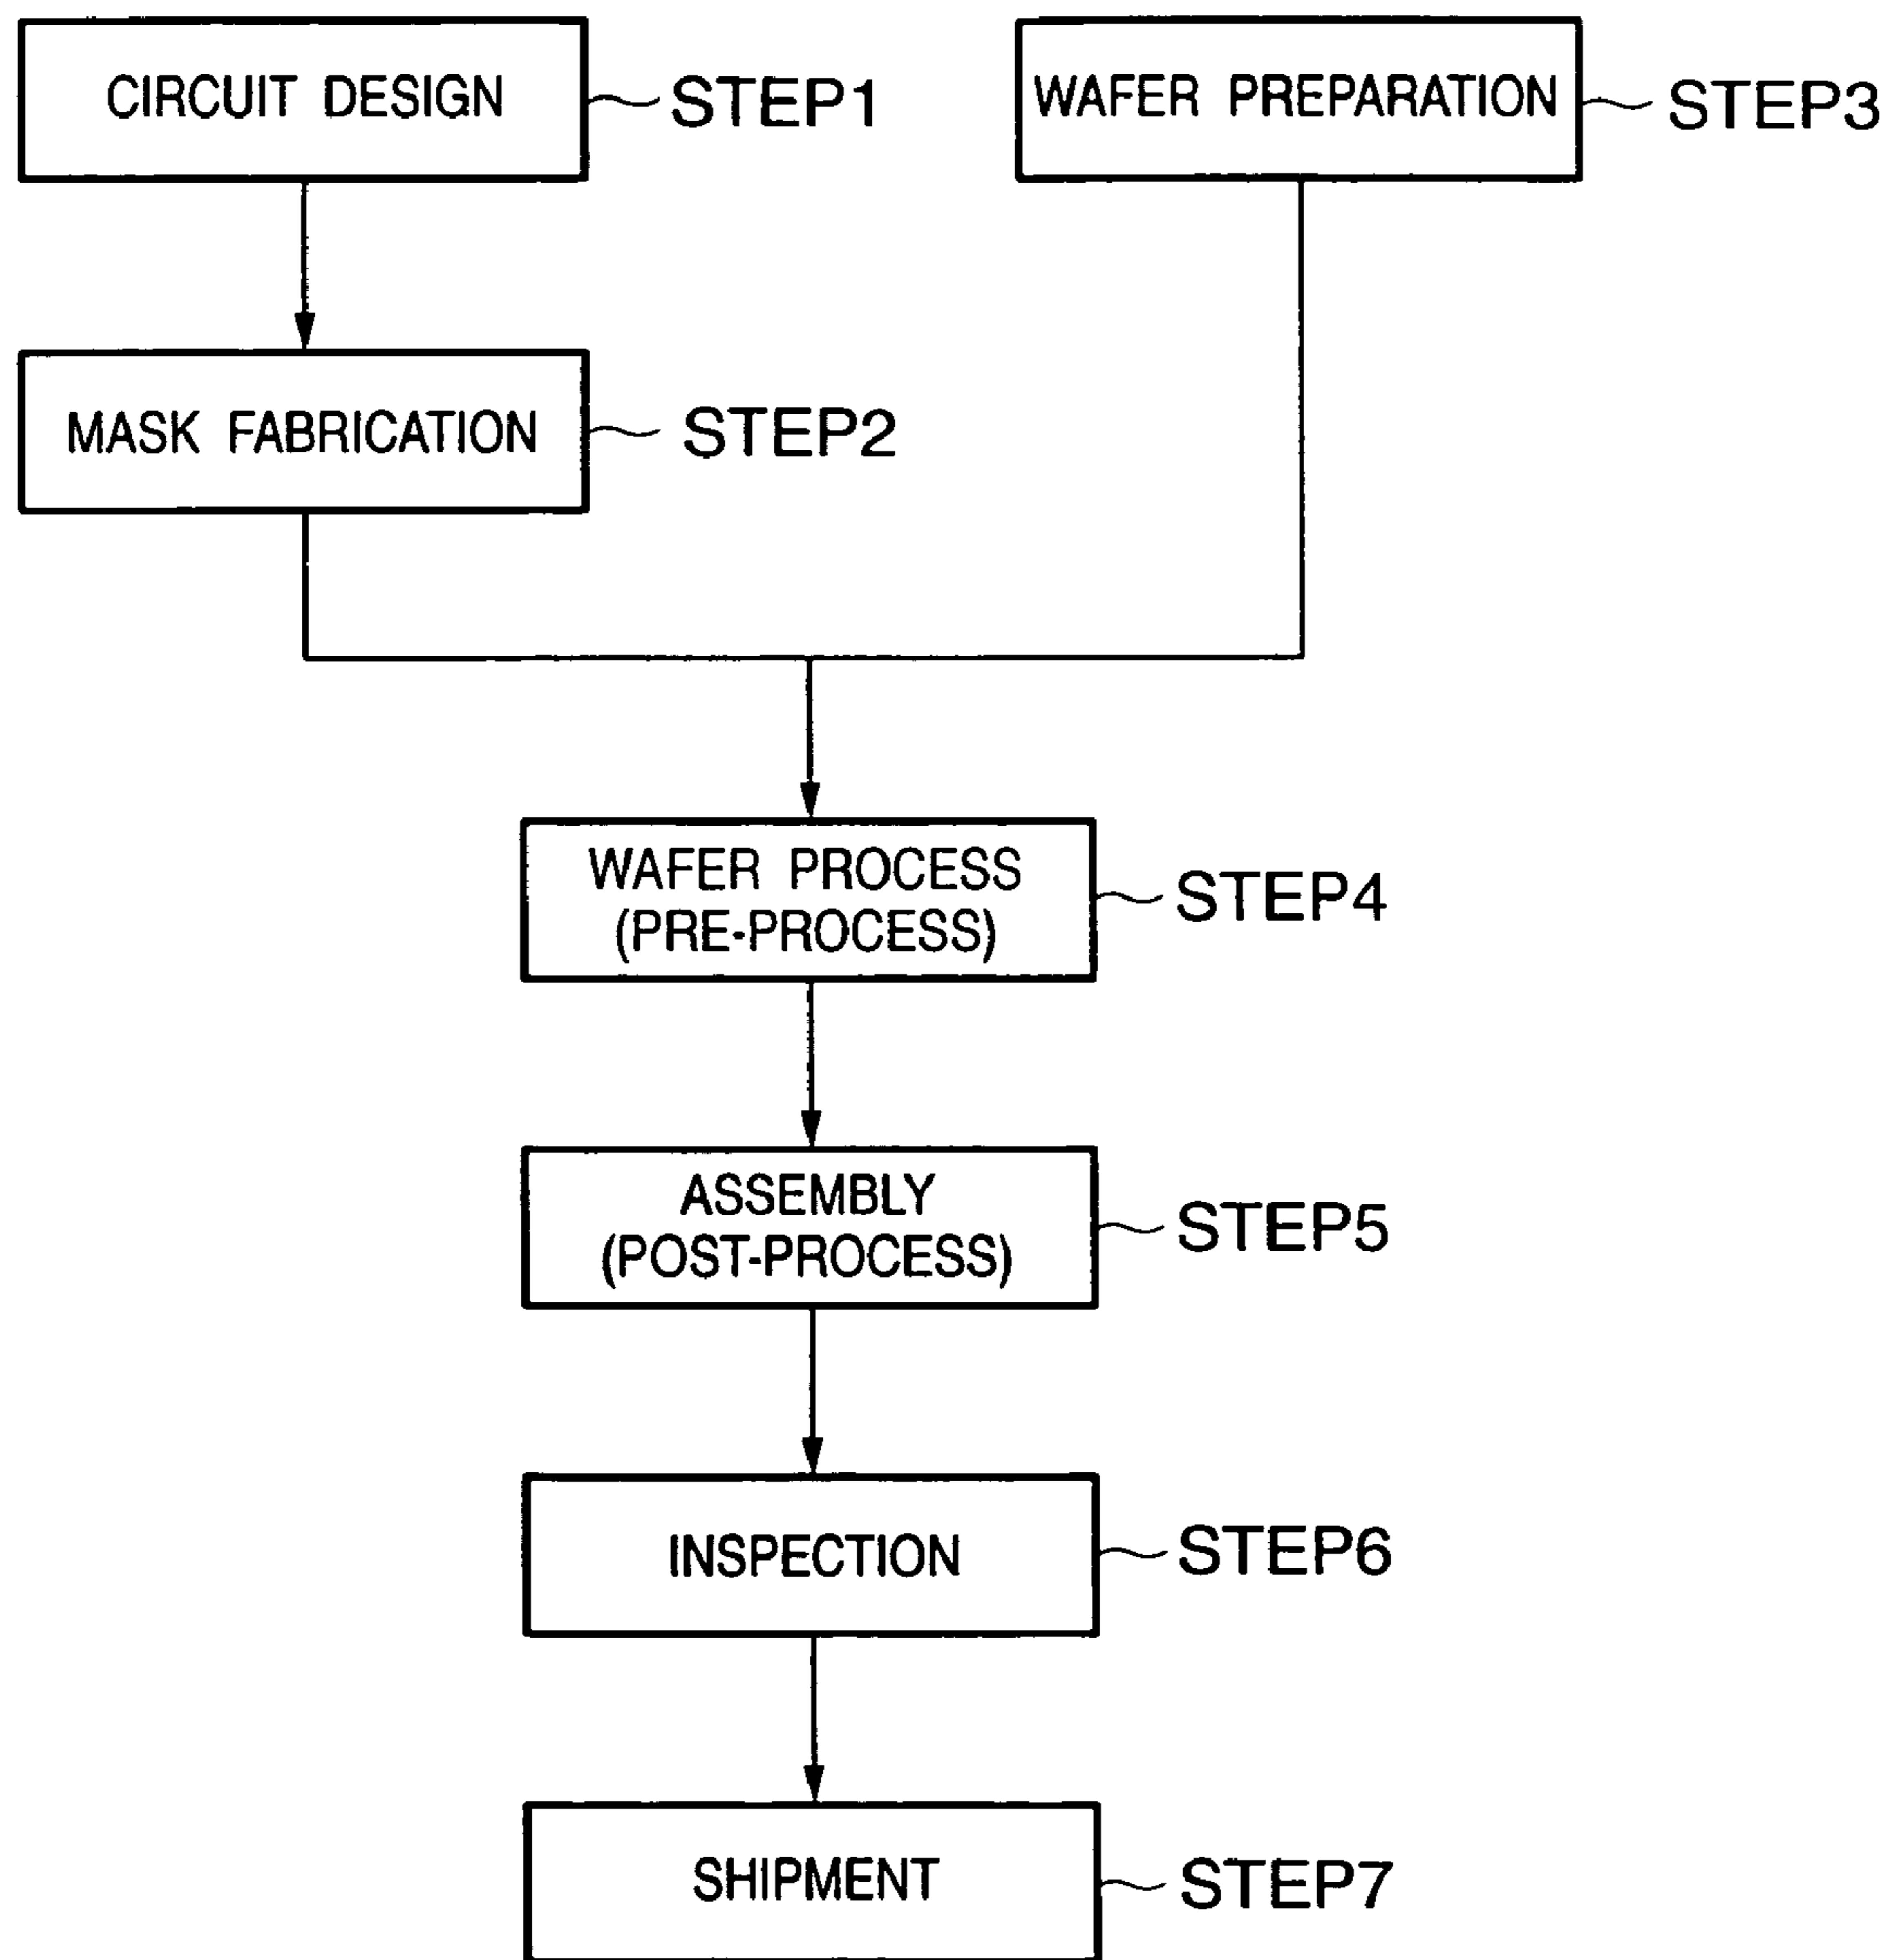 CIRCUIT DESIGN
STEP1
WAFER PREPARATION
STEP3
MASK FABRICATION
STEP2
WAFER PROCESS
(PRE-PROCESS)
STEP4
ASSEMBLY
(POST-PROCESS)
STEP5
INSPECTION
STEP6
SHIPMENT
STEP7